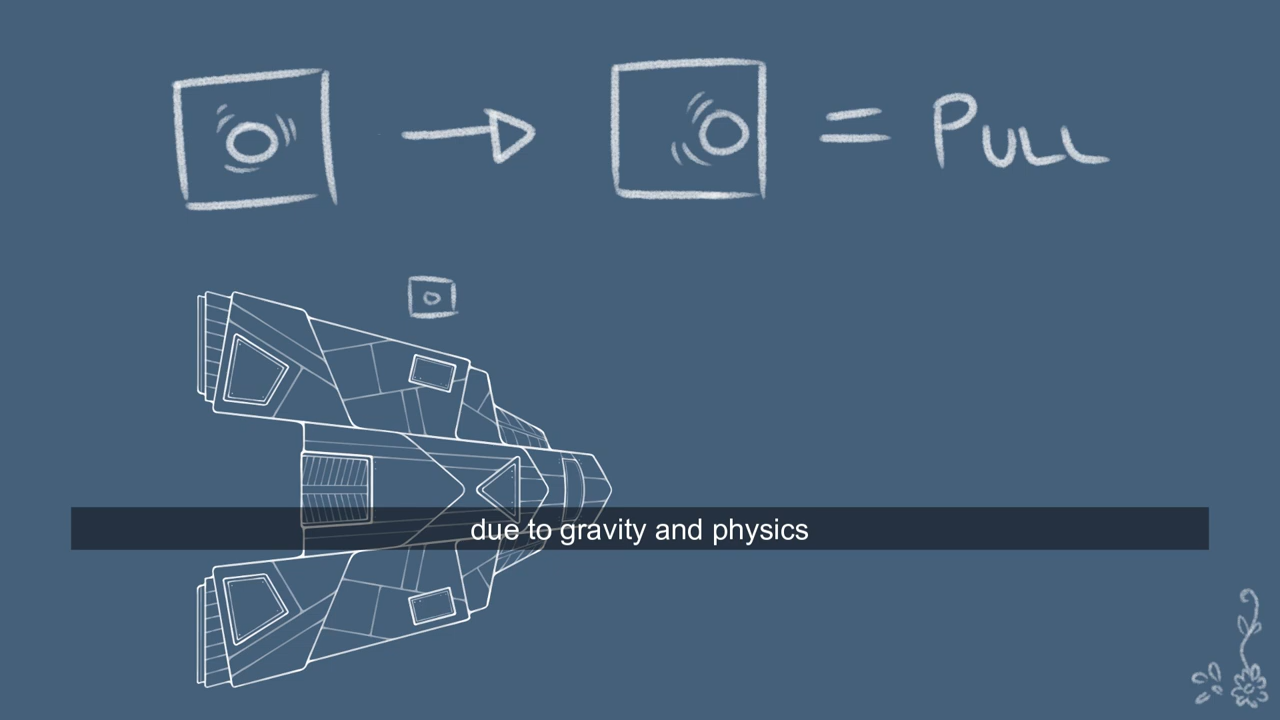 = PULL
due to gravity and physics